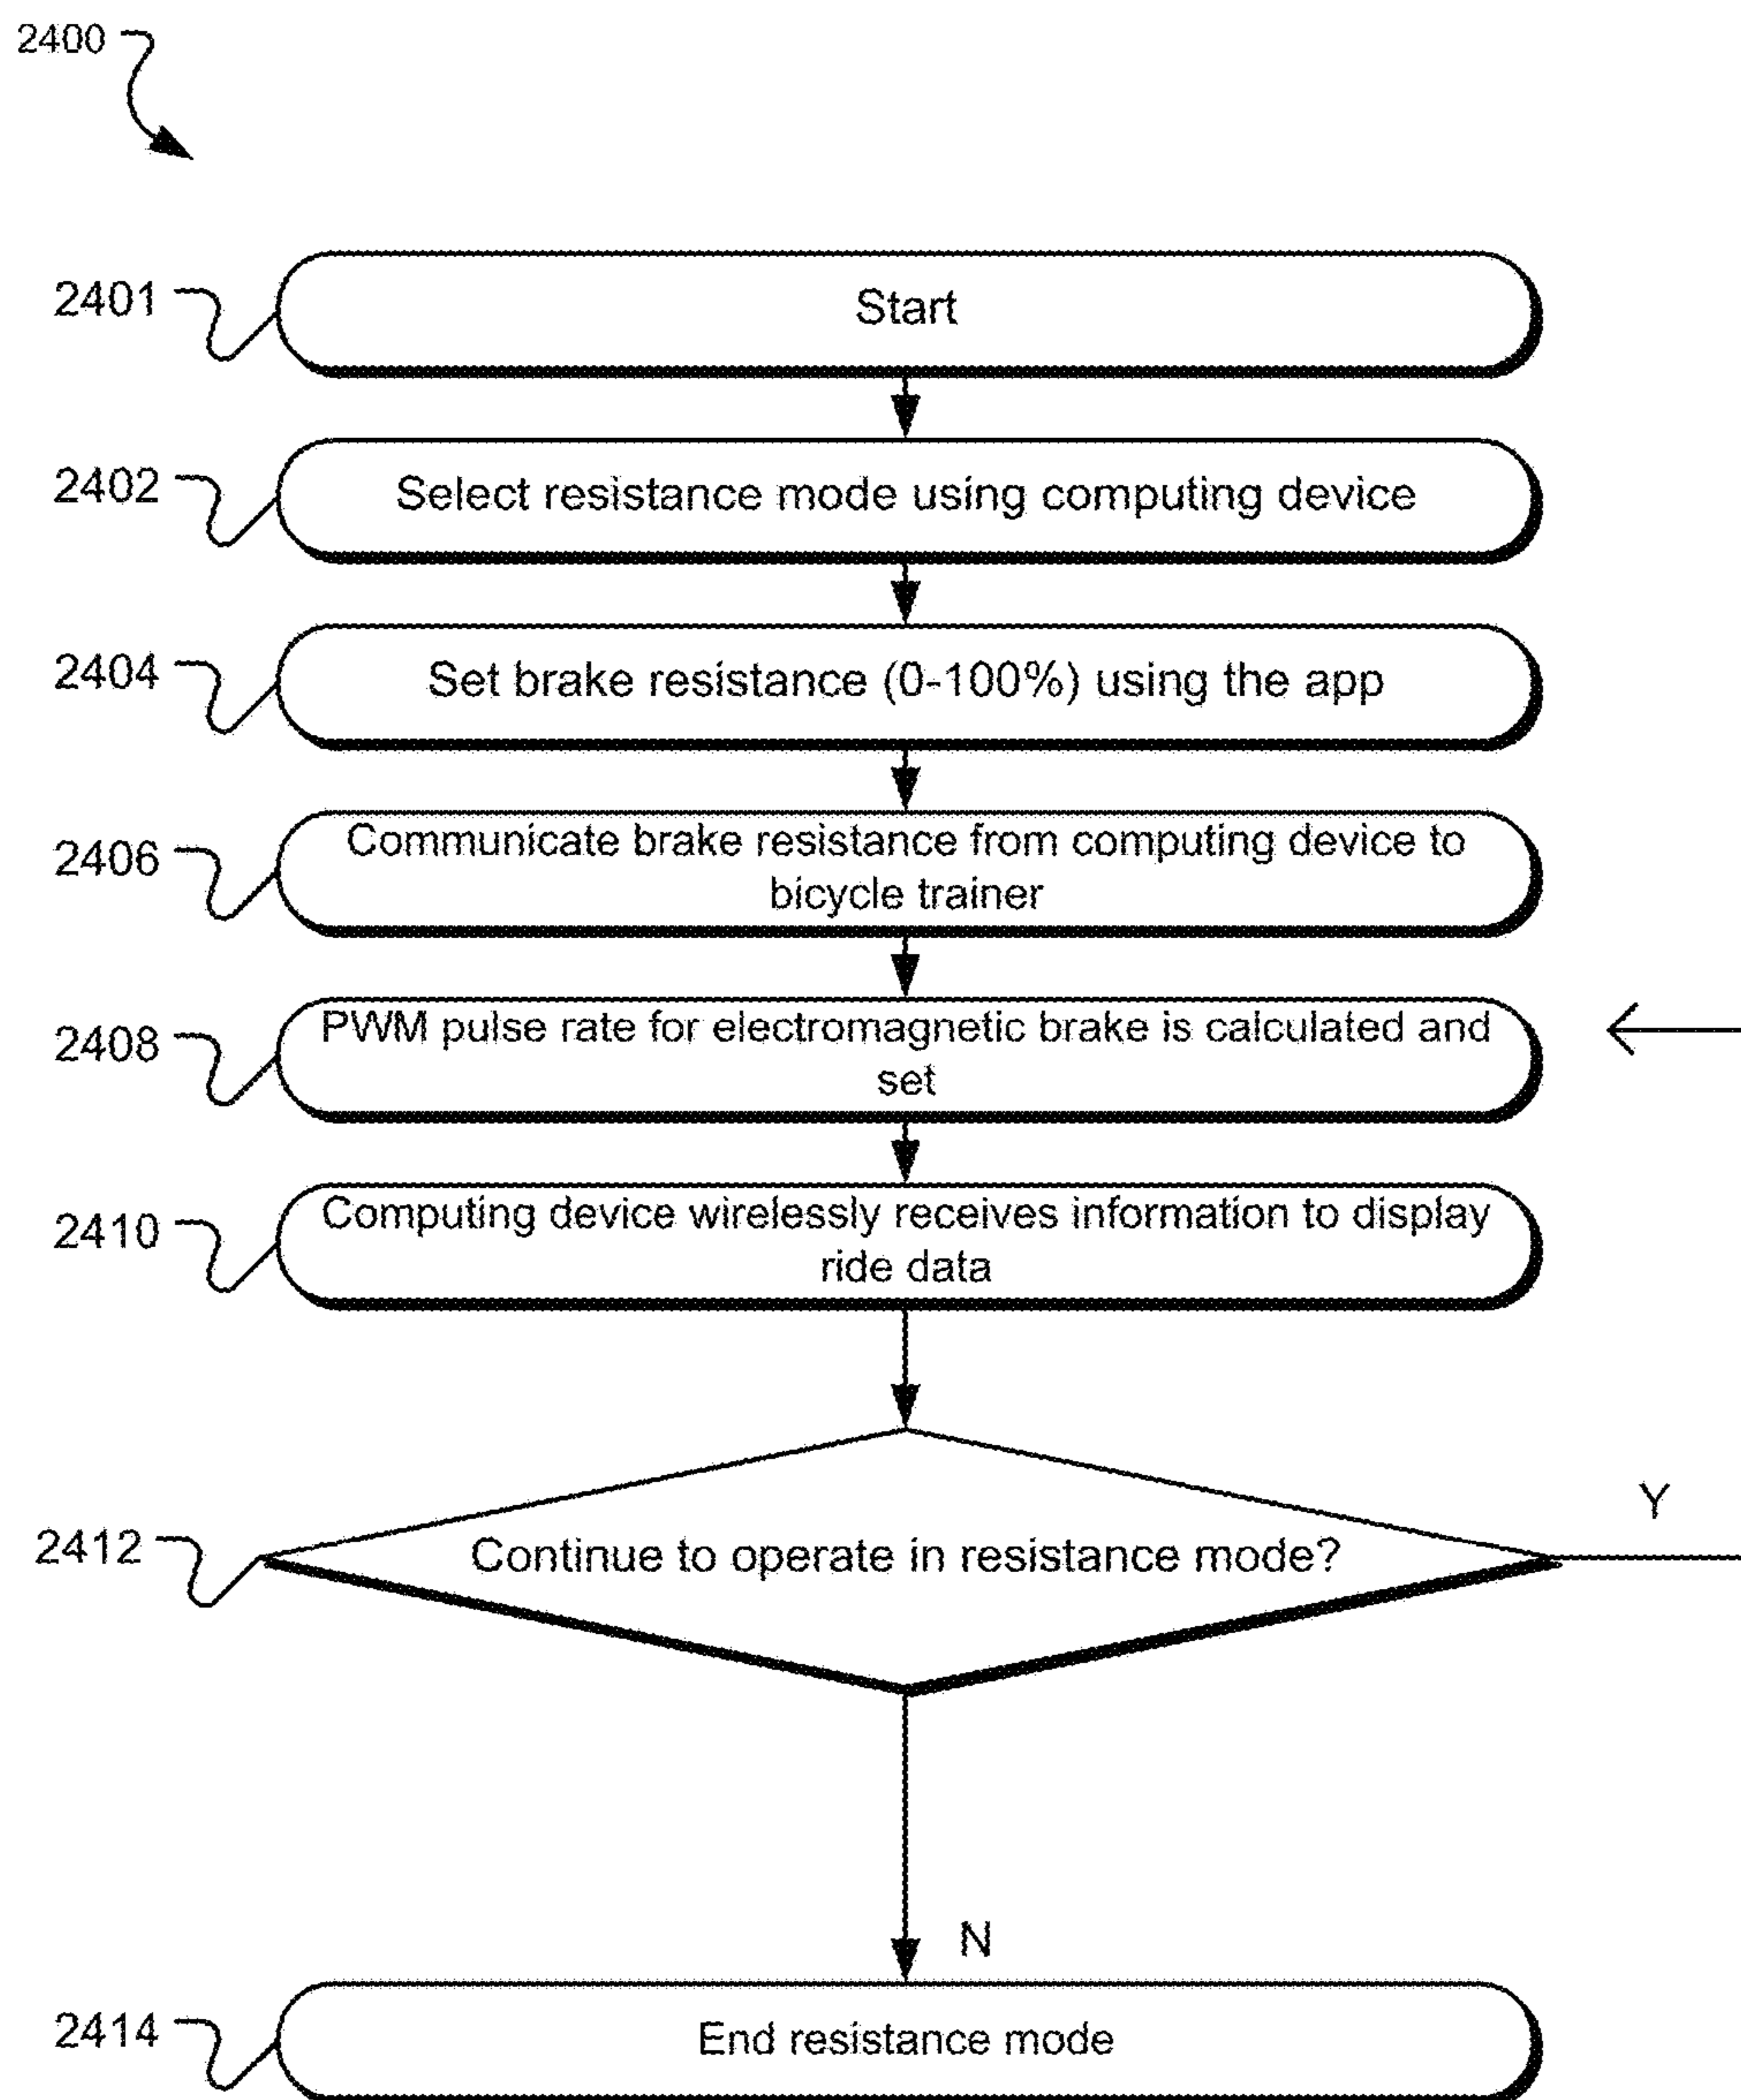 2400
2401
Start
2402
Select resistance mode using computing device
2404
Set brake resistance (0-100%) using the app
2406
Communicate brake resistance from computing device to
bicycle trainer
2408
PWM pulse rate for electromagnetic brake is calculated and
set
2410
Computing device wirelessly receives information to display
ride data
2412
Continue to operate in resistance mode?
Y
N
2414
End resistance mode